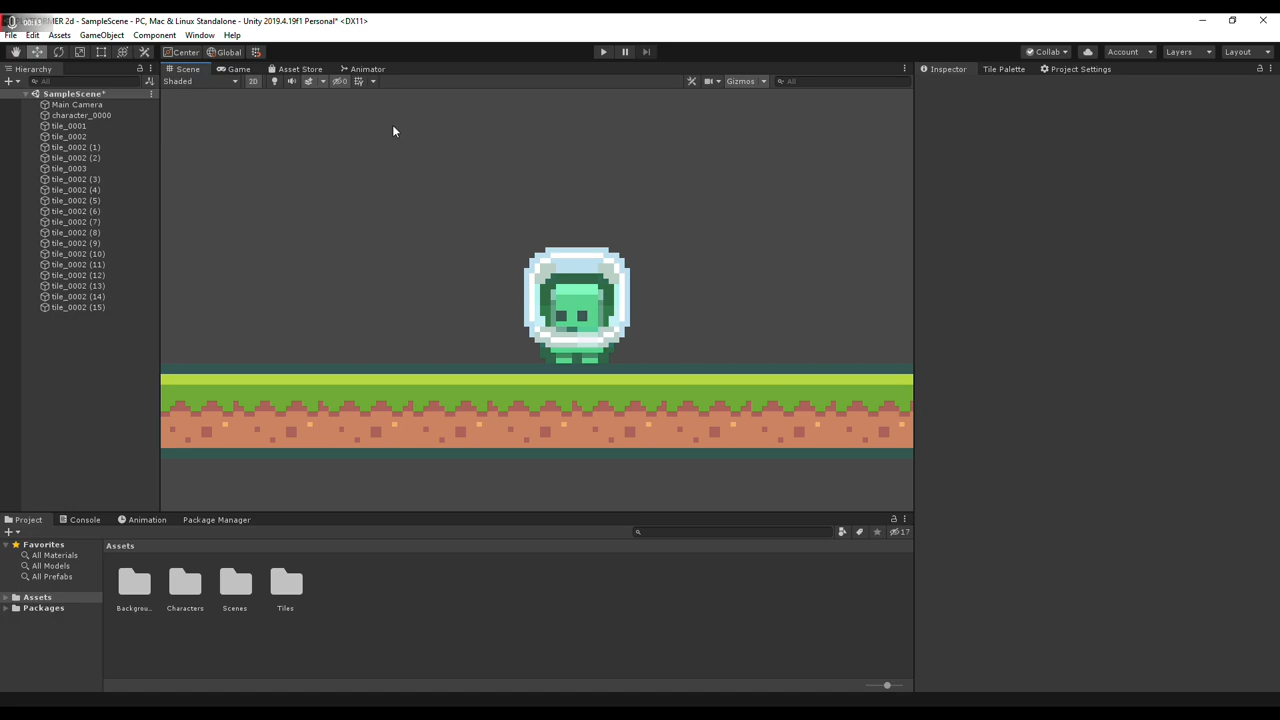 ORMER 2d - SampleScene - PC, Mac & Linux Standalone - Unity 2019.4.19f1 Personal* <DX11>
File Edit Assets GameObject Component Window Help
Center Global Collab Account Layers Layout
Hierarchy Scene Game Asset Store Animator Inspector Tile Palette Project Settings
All Shaded 2D 0 Gizmos All
SampleScene*
Main Camera
character_0000
tile_0001
tile_0002
tile_0002 (1)
tile_0002 (2)
tile_0003
tile_0002 (3)
tile_0002 (4)
tile_0002 (5)
tile_0002 (6)
tile_0002 (7)
tile_0002 (8)
tile_0002 (9)
tile_0002 (10)
tile_0002 (11)
tile_0002 (12)
tile_0002 (13)
tile_0002 (14)
tile_0002 (15)
Project Console Animation Package Manager
17
Favorites
All Materials
All Models
All Prefabs
Assets
Packages
Assets
Backgrou... Characters Scenes Tiles